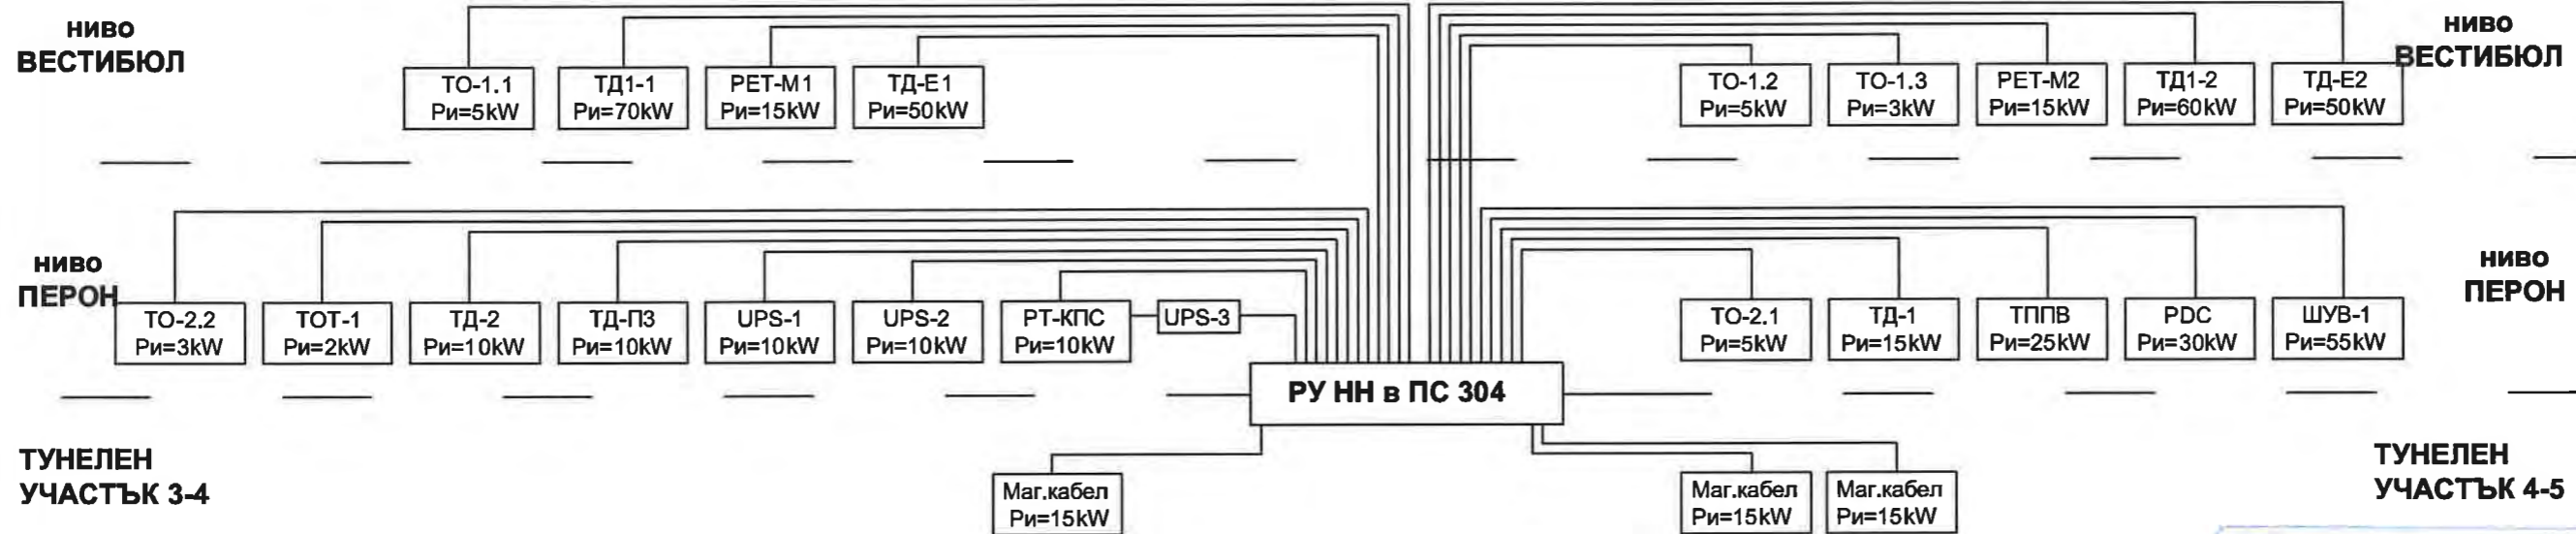 ниво
ВЕСТИБЮЛ
ТО-1.1
Ри=5kW
ТД1-1
Ри=70kW
РЕТ-М1
Ри=15kW
ТД-Е1
Ри=50kW
ТО-1.2
Ри=5kW
ТО-1.3
Ри=3kW
РЕТ-М2
Ри=15kW
ТД1-2
Ри=60kW
ТД-Е2
Ри=50kW
ниво
ВЕСТИБЮЛ
ниво
ПЕРОН
ТО-2.2
Ри=3kW
ТОТ-1
Ри=2kW
ТД-2
Ри=10kW
ТД-П3
Ри=10kW
UPS-1
Ри=10kW
UPS-2
Ри=10kW
РТ-КПС
Ри=10kW
UPS-3
ТО-2.1
Ри=5kW
ТД-1
Ри=15kW
ТППВ
Ри=25kW
PDC
Ри=30kW
ШУВ-1
Ри=55kW
ниво
ПЕРОН
РУ НН в ПС 304
ТУНЕЛЕН
УЧАСТЪК 3-4
Маг.кабел
Ри=15kW
Маг.кабел
Ри=15kW
Маг.кабел
Ри=15kW
ТУНЕЛЕН
УЧАСТЪК 4-5